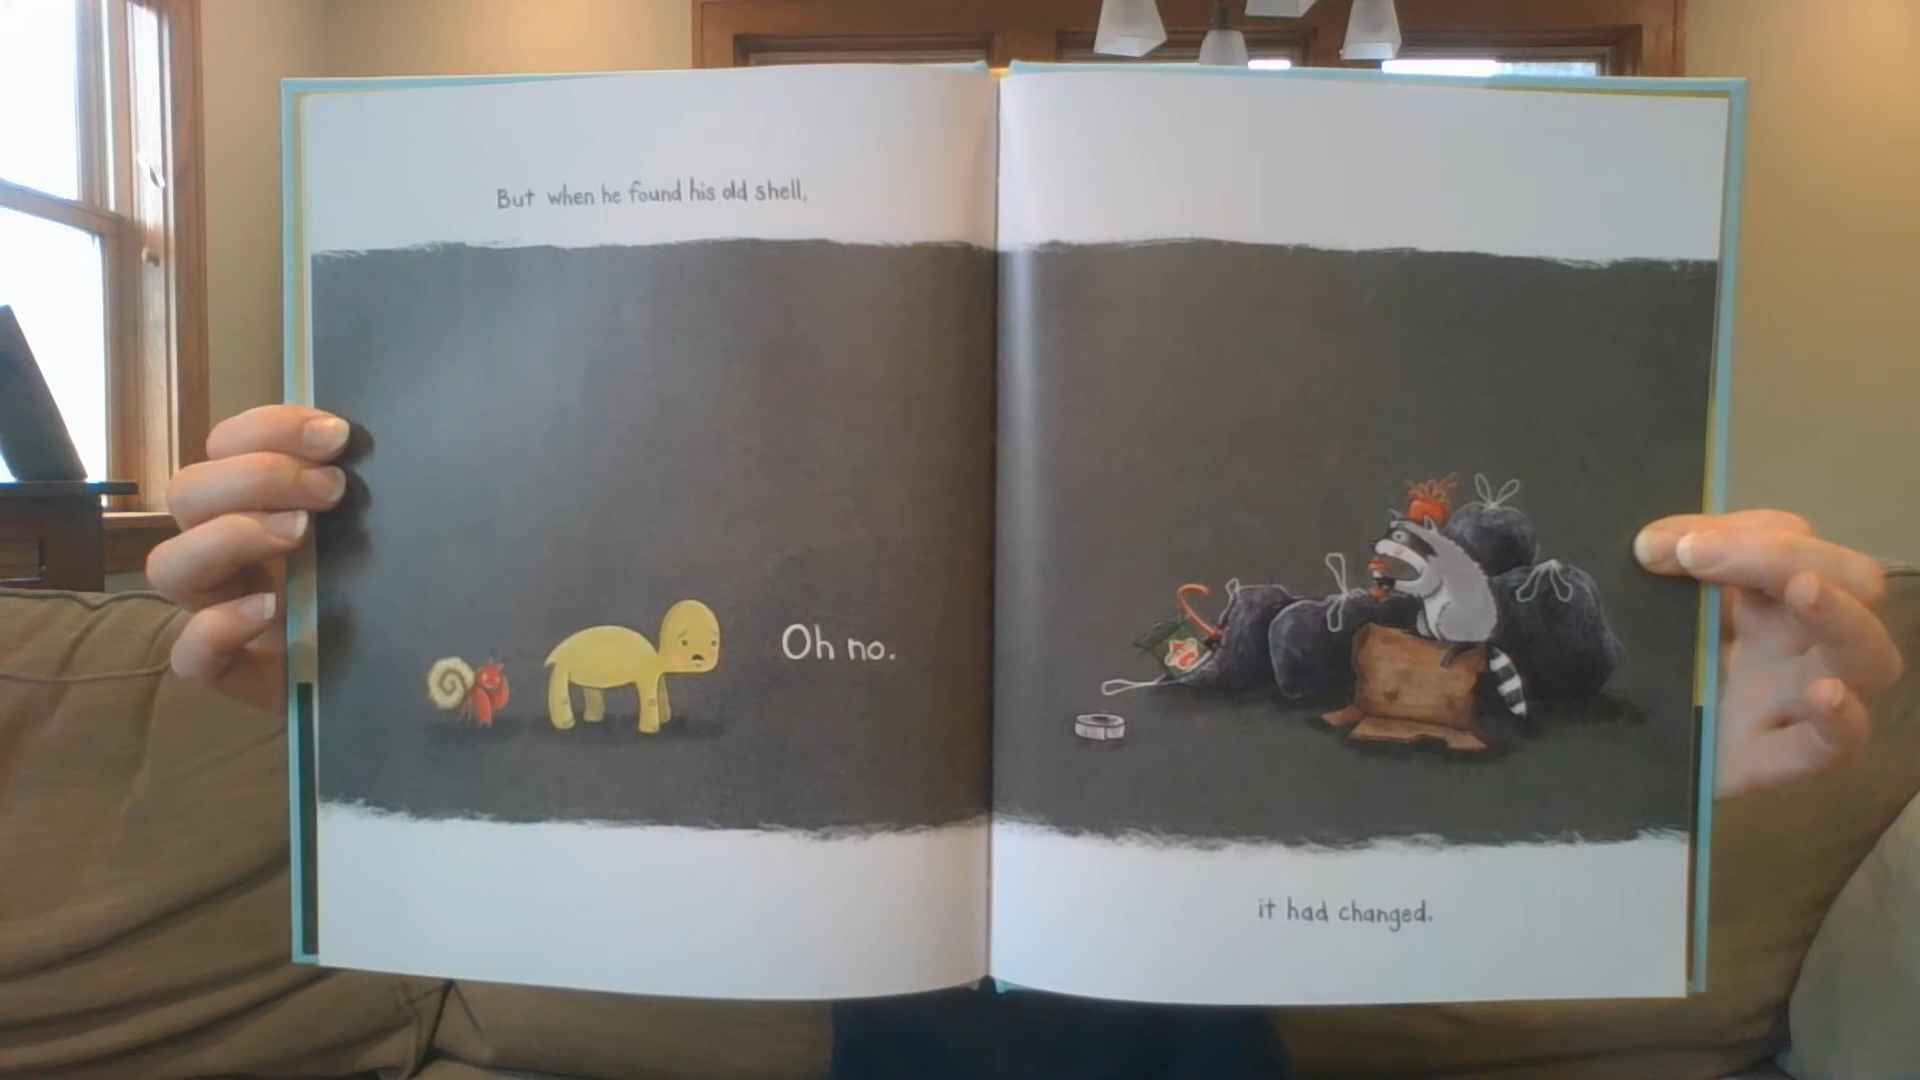 But when he found his old shell,
Oh no.
it had changed.